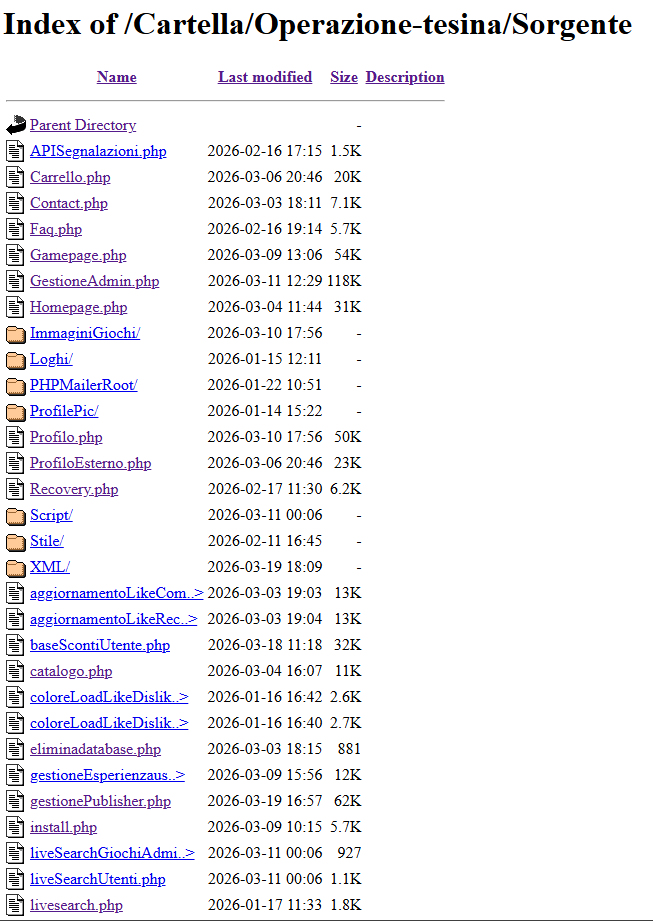 Index of /Cartella/Operazione-tesina/Sorgente
Name Last modified Size Description
Parent Directory -
APISegnalazioni.php 2026-02-16 17:15 1.5K
Carrello.php 2026-03-06 20:46 20K
Contact.php 2026-03-03 18:11 7.1K
Faq.php 2026-02-16 19:14 5.7K
Gamepage.php 2026-03-09 13:06 54K
GestioneAdmin.php 2026-03-11 12:29 118K
Homepage.php 2026-03-04 11:44 31K
ImmaginiGiochi/ 2026-03-10 17:56 -
Loghi/ 2026-01-15 12:11 -
PHPMailerRoot/ 2026-01-22 10:51 -
ProfilePic/ 2026-01-14 15:22 -
Profilo.php 2026-03-10 17:56 50K
ProfiloEsterno.php 2026-03-06 20:46 23K
Recovery.php 2026-02-17 11:30 6.2K
Script/ 2026-03-11 00:06 -
Stile/ 2026-02-11 16:45 -
XML/ 2026-03-19 18:09 -
aggiornamentoLikeCom..> 2026-03-03 19:03 13K
aggiornamentoLikeRec..> 2026-03-03 19:04 13K
baseScontiUtente.php 2026-03-18 11:18 32K
catalogo.php 2026-03-04 16:07 11K
coloreLoadLikeDislik..> 2026-01-16 16:42 2.6K
coloreLoadLikeDislik..> 2026-01-16 16:40 2.7K
eliminadatabase.php 2026-03-03 18:15 881
gestioneEsperienzaus..> 2026-03-09 15:56 12K
gestionePublisher.php 2026-03-19 16:57 62K
install.php 2026-03-09 10:15 5.7K
liveSearchGiochiAdmi..> 2026-03-11 00:06 927
liveSearchUtenti.php 2026-03-11 00:06 1.1K
livesearch.php 2026-01-17 11:33 1.8K